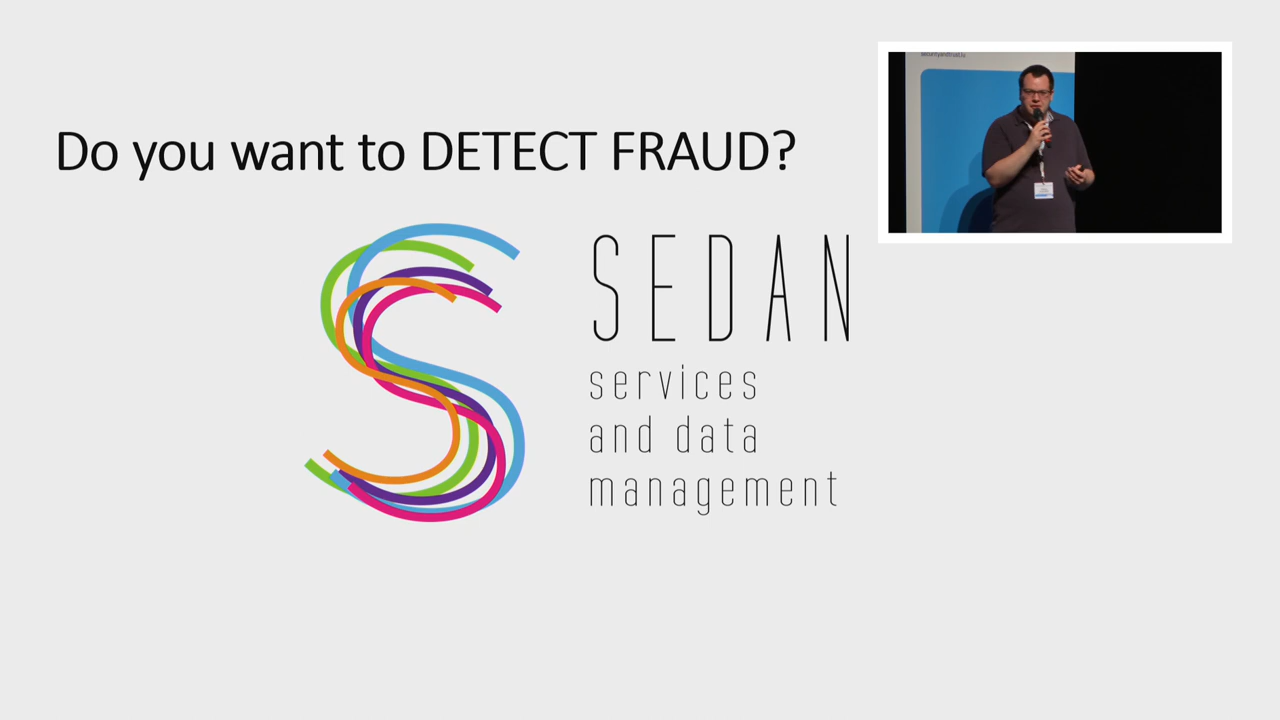 Do you want to DETECT FRAUD?
SEDAN
services
and data
management